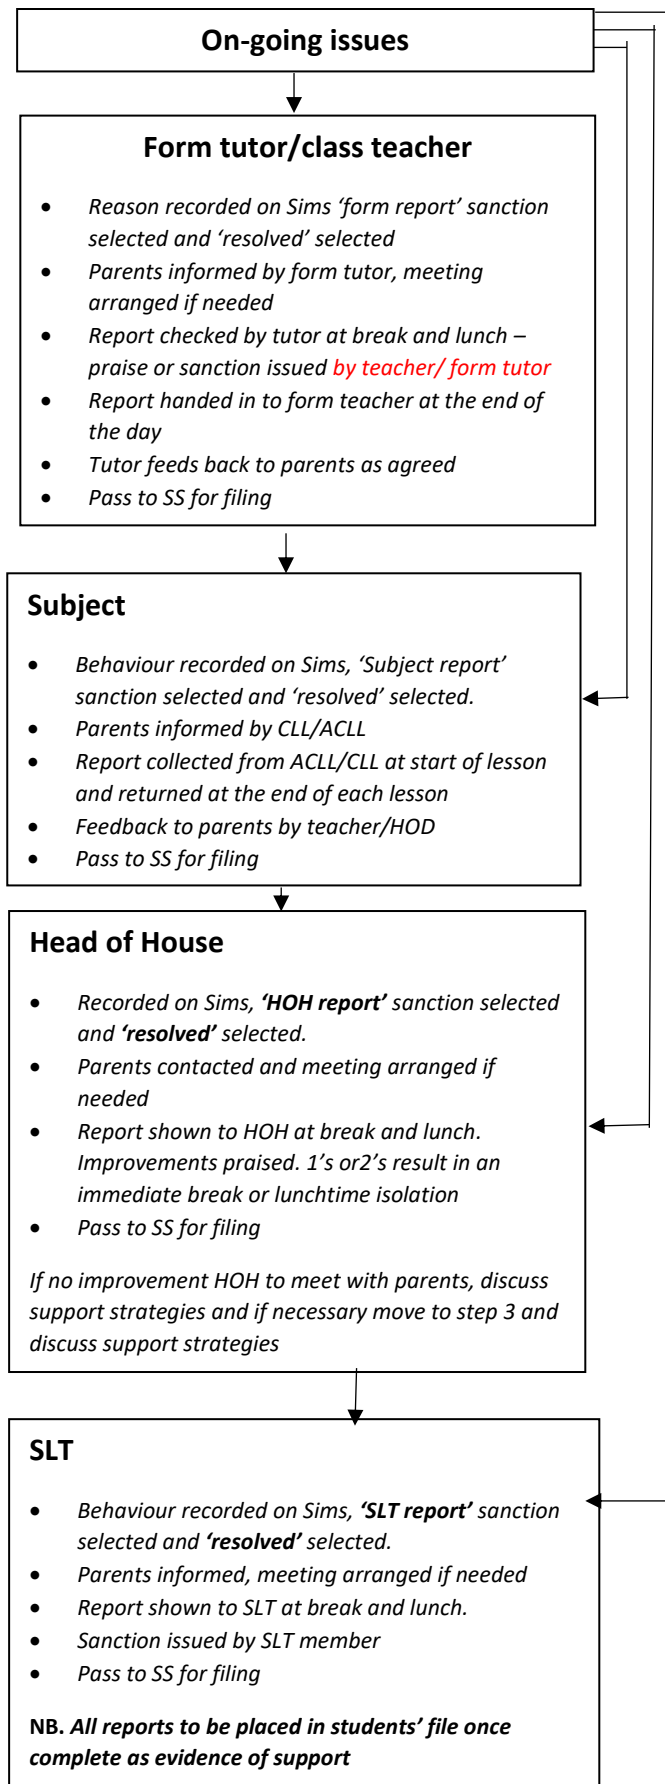 On-going issues
Form tutor/class teacher
• Reason recorded on Sims ‘form report’ sanction
selected and ‘resolved’ selected
• Parents informed by form tutor, meeting
arranged if needed
• Report checked by tutor at break and lunch –
praise or sanction issued by teacher/ form tutor
• Report handed in to form teacher at the end of
the day
• Tutor feeds back to parents as agreed
• Pass to SS for filing
Subject
• Behaviour recorded on Sims, ‘Subject report’
sanction selected and ‘resolved’ selected.
• Parents informed by CLL/ACLL
• Report collected from ACLL/CLL at start of lesson
and returned at the end of each lesson
• Feedback to parents by teacher/HOD
• Pass to SS for filing
Head of House
• Recorded on Sims, ‘HOH report’ sanction selected
and ‘resolved’ selected.
• Parents contacted and meeting arranged if
needed
• Report shown to HOH at break and lunch.
Improvements praised. 1’s or2’s result in an
immediate break or lunchtime isolation
• Pass to SS for filing
If no improvement HOH to meet with parents, discuss
support strategies and if necessary move to step 3 and
discuss support strategies
SLT
• Behaviour recorded on Sims, ‘SLT report’ sanction
selected and ‘resolved’ selected.
• Parents informed, meeting arranged if needed
• Report shown to SLT at break and lunch.
• Sanction issued by SLT member
• Pass to SS for filing
NB. All reports to be placed in students’ file once
complete as evidence of support